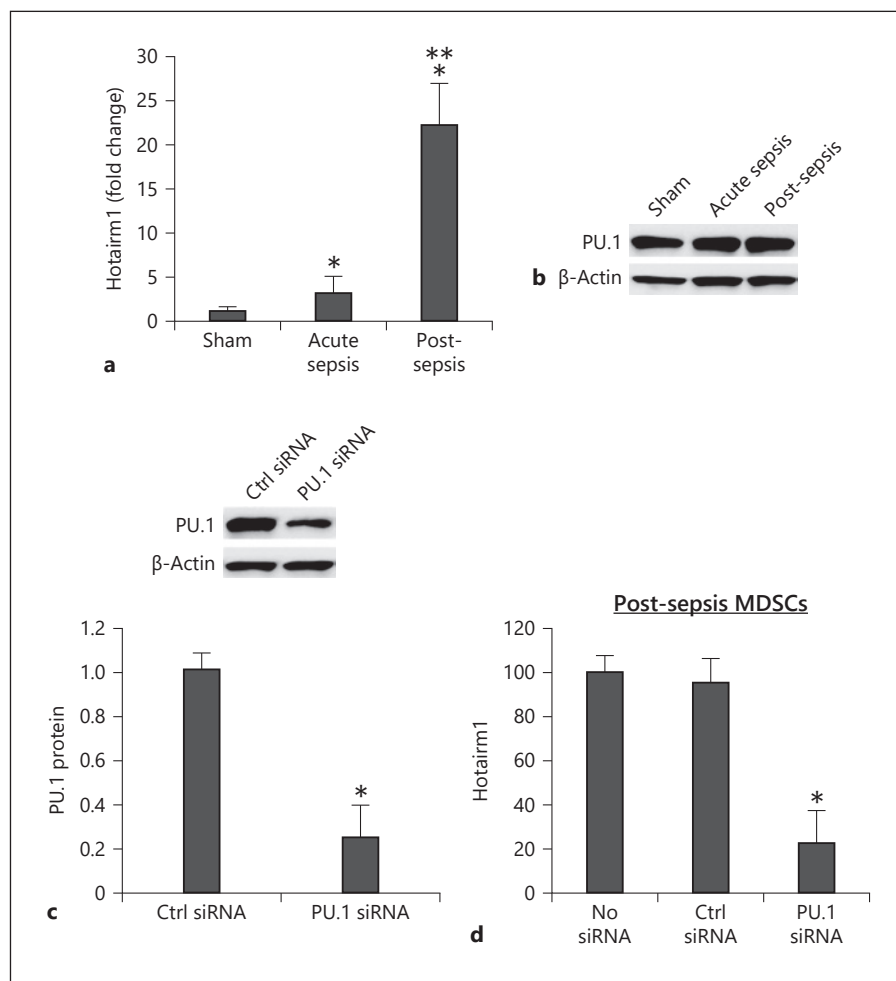 **
*
*
30
25
20
15
10
5
0
Hotairm1 (fold change)
Sham
Acute
sepsis
Post-
sepsis
a
Sham
Acute sepsis
Post-sepsis
PU.1
β-Actin
b
Ctrl siRNA
PU.1 siRNA
PU.1
β-Actin
1.2
1.0
0.8
0.6
0.4
0.2
0
PU.1 protein
*
Ctrl siRNA
PU.1 siRNA
c
Post-sepsis MDSCs
120
100
80
60
40
20
0
Hotairm1
*
No
siRNA
Ctrl
siRNA
PU.1
siRNA
d